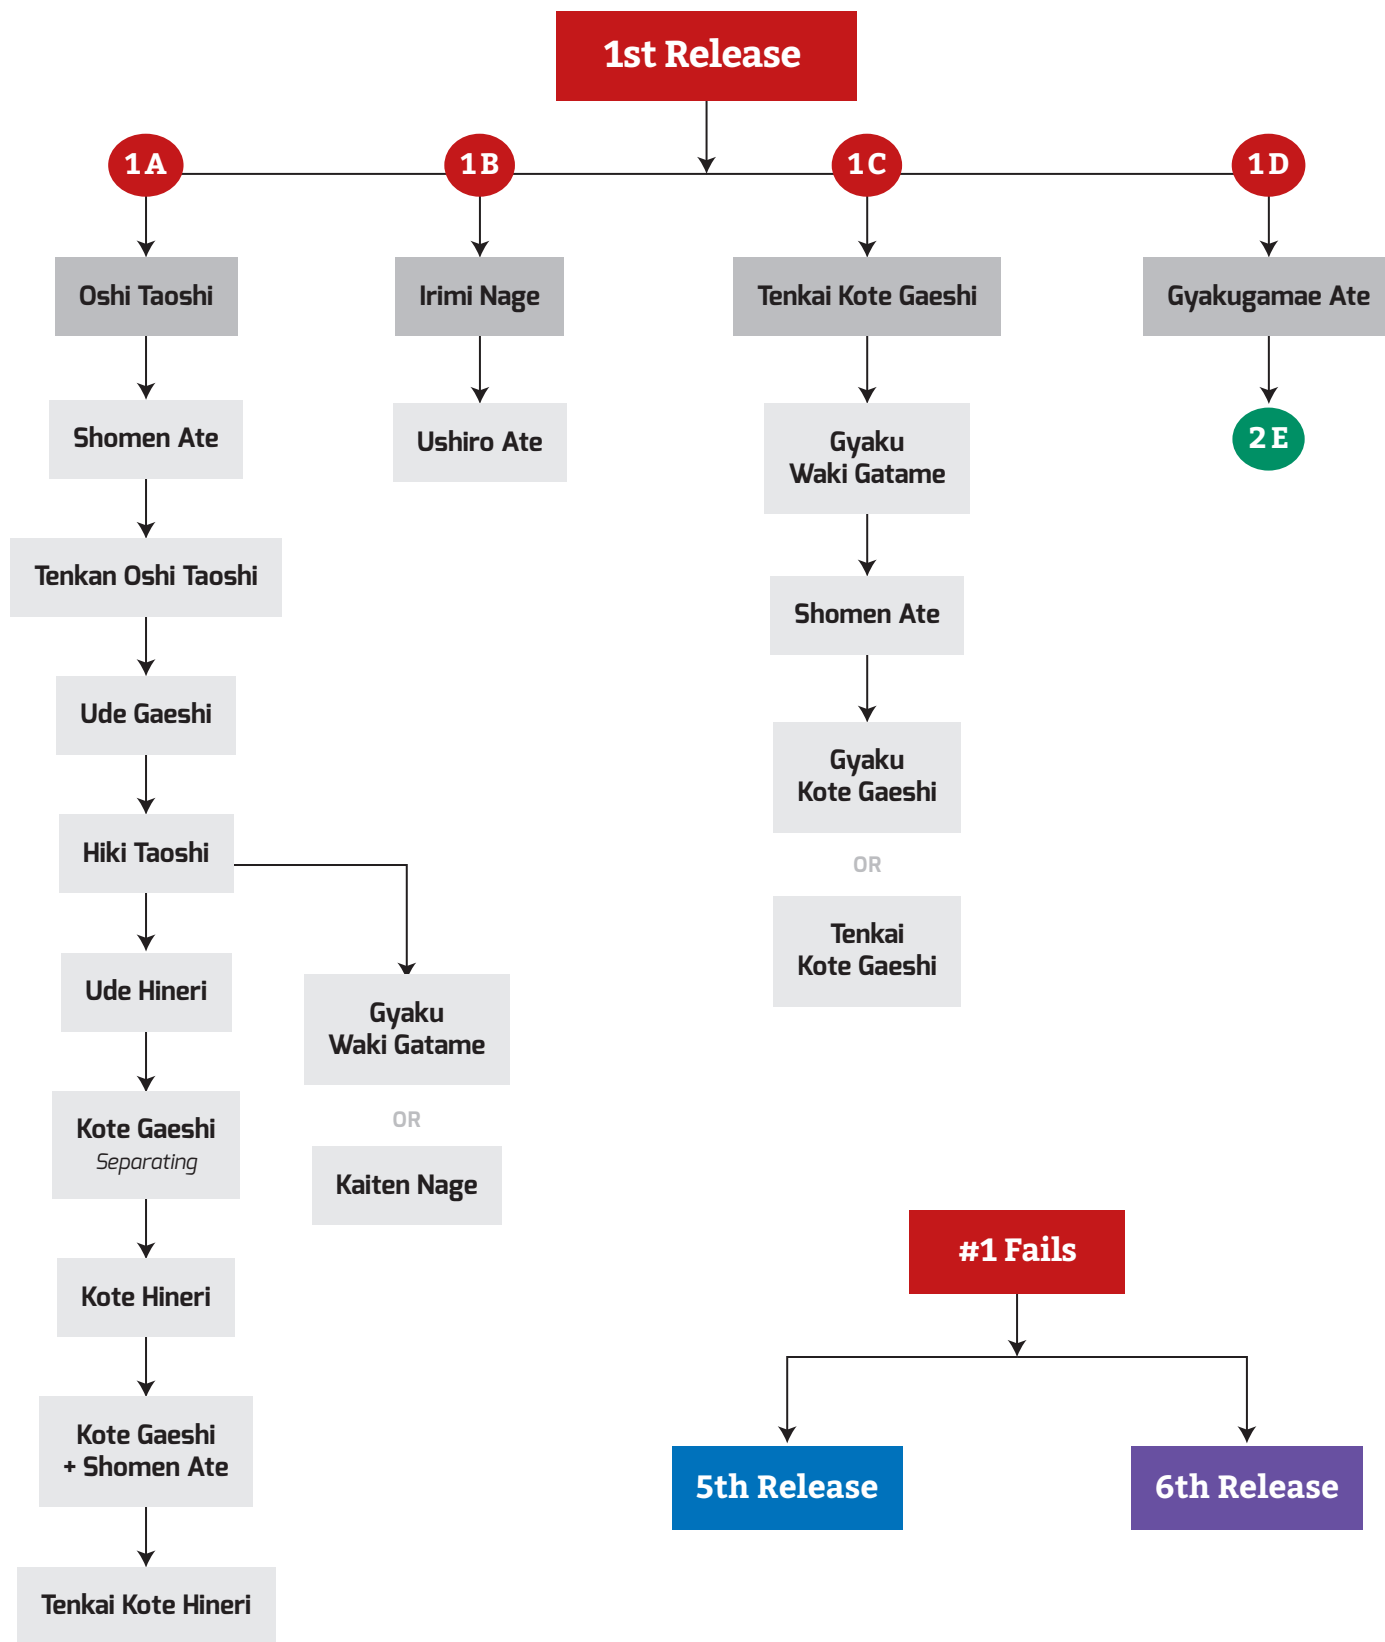 1st Release
1A
1B
1C
1D
Oshi Taoshi
Irimi Nage
Tenkai Kote Gaeshi
Gyakugamae Ate
Shomen Ate
Ushiro Ate
Gyaku
Waki Gatame
2E
Tenkan Oshi Taoshi
Shomen Ate
Ude Gaeshi
Gyaku
Kote Gaeshi
Hiki Taoshi
OR
Tenkai
Kote Gaeshi
Ude Hineri
Gyaku
Waki Gatame
Kote Gaeshi
Separating
OR
Kaiten Nage
#1 Fails
Kote Hineri
Kote Gaeshi
+ Shomen Ate
5th Release
6th Release
Tenkai Kote Hineri